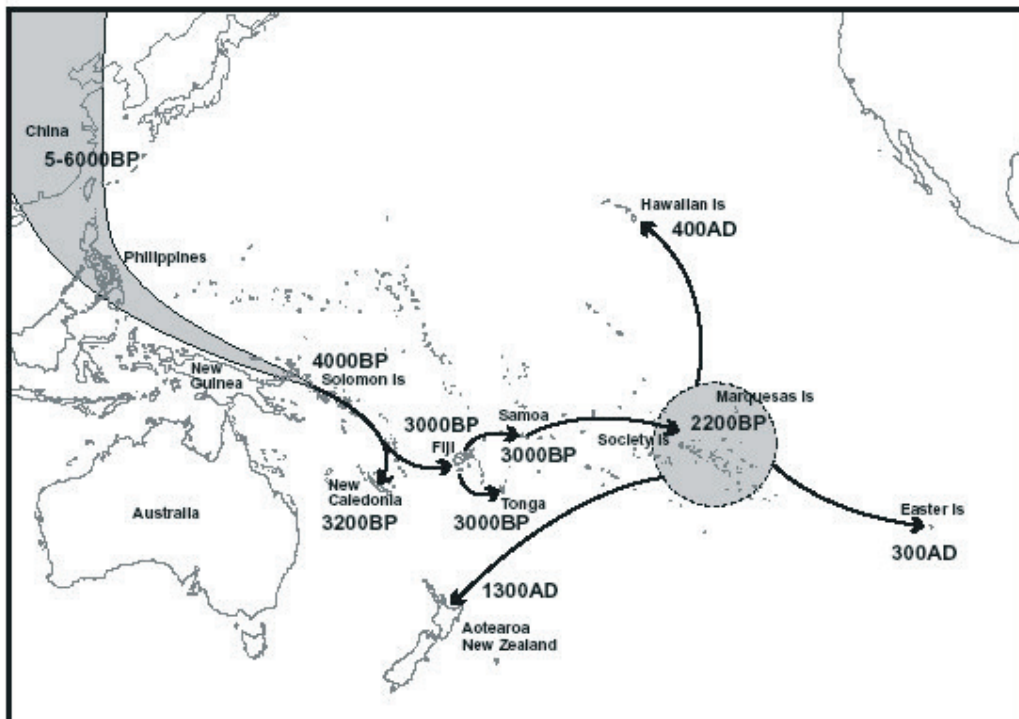 China
5-6000BP
Hawaiian Is
400AD
Philippines
4000BP
Solomon Is
New
Guinea
Marquesas Is
2200BP
3000BP
Samoa
Fiji
3000BP
Society Is
New
Caledonia
3200BP
Tonga
3000BP
Australia
Easter Is
300AD
1300AD
Aotearoa
New Zealand